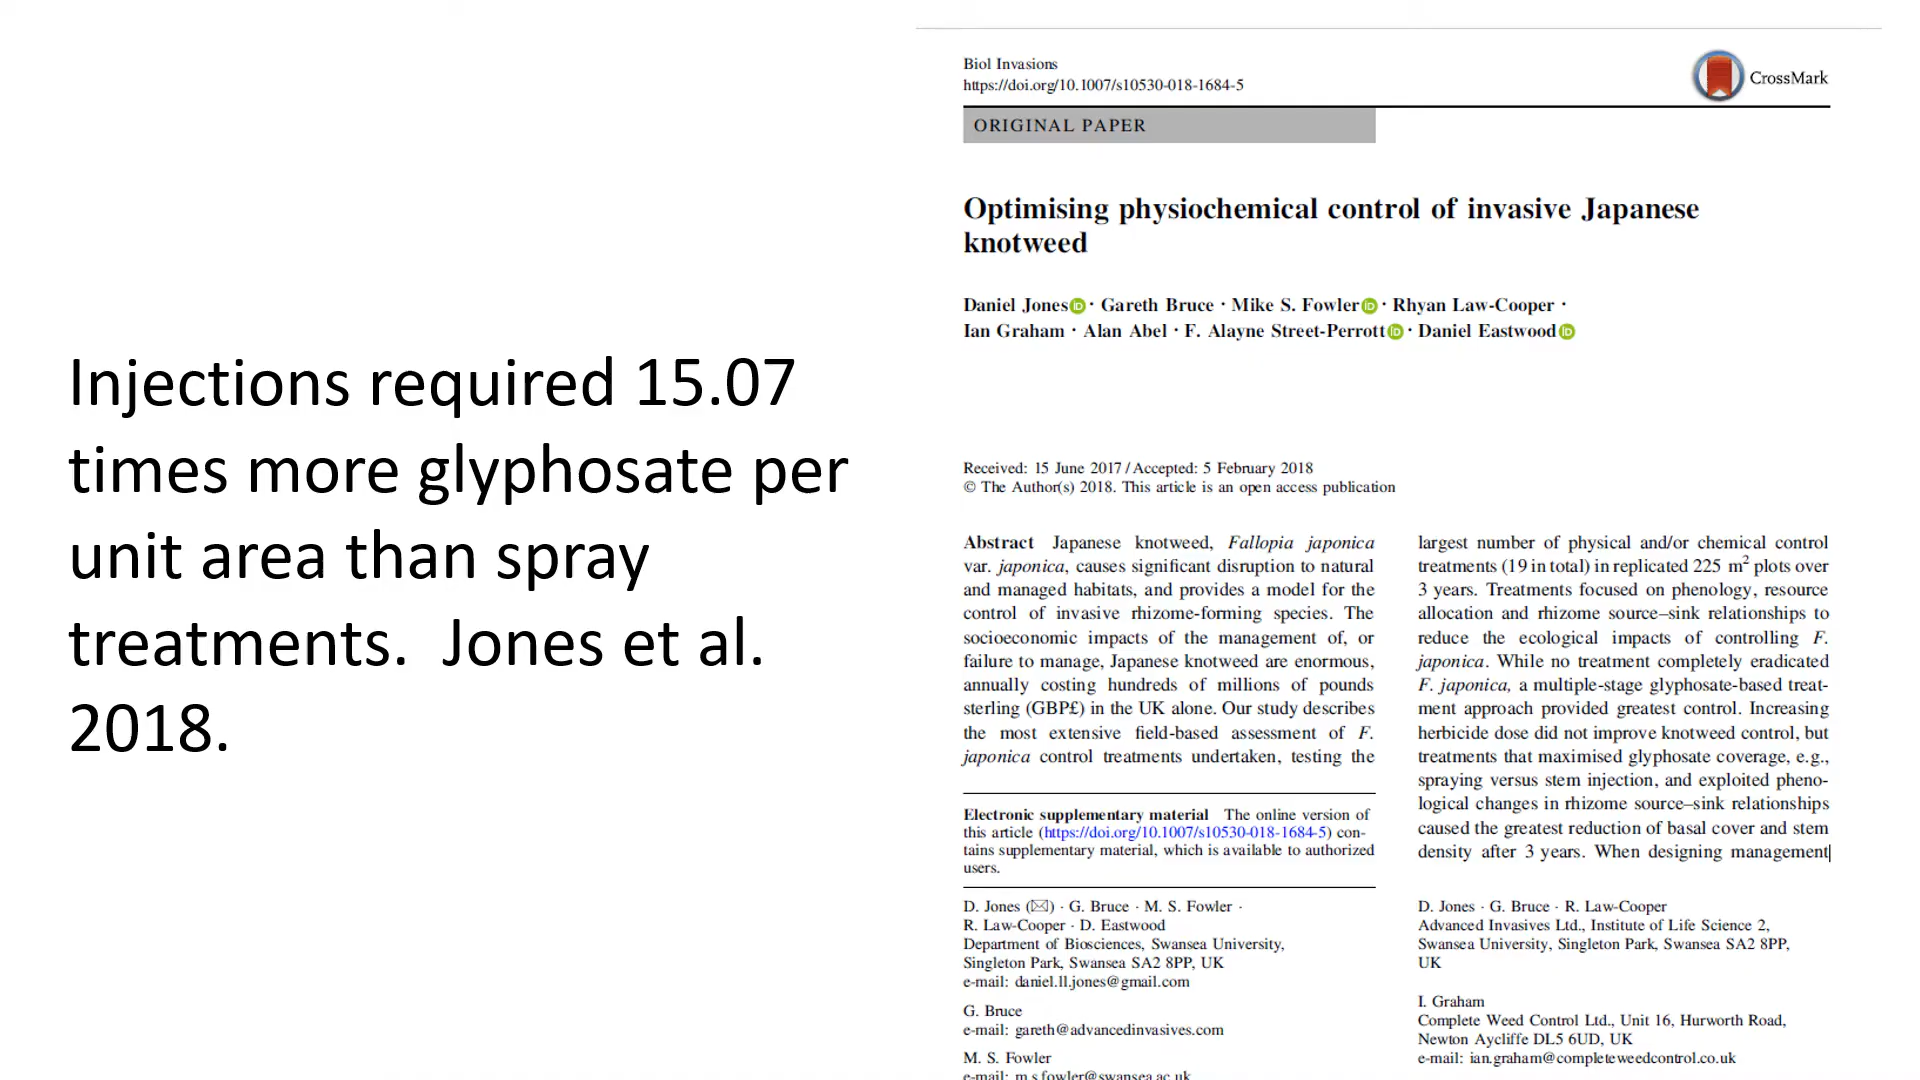 Injections required 15.07
times more glyphosate per
unit area than spray
treatments.  Jones et al.
2018.
Biol Invasions
https://doi.org/10.1007/s10530-018-1684-5
CrossMark
ORIGINAL PAPER
Optimising physiochemical control of invasive Japanese
knotweed
Daniel Jones · Gareth Bruce · Mike S. Fowler · Rhyan Law-Cooper ·
Ian Graham · Alan Abel · F. Alayne Street-Perrott · Daniel Eastwood
Received: 15 June 2017 / Accepted: 5 February 2018
© The Author(s) 2018. This article is an open access publication
Abstract Japanese knotweed, Fallopia japonica
var. japonica, causes significant disruption to natural
and managed habitats, and provides a model for the
control of invasive rhizome-forming species. The
socioeconomic impacts of the management of, or
failure to manage, Japanese knotweed are enormous,
annually costing hundreds of millions of pounds
sterling (GBP£) in the UK alone. Our study describes
the most extensive field-based assessment of F.
japonica control treatments undertaken, testing the
largest number of physical and/or chemical control
treatments (19 in total) in replicated 225 m² plots over
3 years. Treatments focused on phenology, resource
allocation and rhizome source–sink relationships to
reduce the ecological impacts of controlling F.
japonica. While no treatment completely eradicated
F. japonica, a multiple-stage glyphosate-based treat-
ment approach provided greatest control. Increasing
herbicide dose did not improve knotweed control, but
treatments that maximised glyphosate coverage, e.g.,
spraying versus stem injection, and exploited pheno-
logical changes in rhizome source–sink relationships
caused the greatest reduction of basal cover and stem
density after 3 years. When designing management
Electronic supplementary material The online version of
this article (https://doi.org/10.1007/s10530-018-1684-5) con-
tains supplementary material, which is available to authorized
users.
D. Jones (✉) · G. Bruce · M. S. Fowler ·
R. Law-Cooper · D. Eastwood
Department of Biosciences, Swansea University,
Singleton Park, Swansea SA2 8PP, UK
e-mail: daniel.ll.jones@gmail.com
G. Bruce
e-mail: gareth@advancedinvasives.com
M. S. Fowler
e-mail: m.s.fowler@swansea.ac.uk
D. Jones · G. Bruce · R. Law-Cooper
Advanced Invasives Ltd., Institute of Life Science 2,
Swansea University, Singleton Park, Swansea SA2 8PP,
UK
I. Graham
Complete Weed Control Ltd., Unit 16, Hurworth Road,
Newton Aycliffe DL5 6UD, UK
e-mail: ian.graham@completeweedcontrol.co.uk